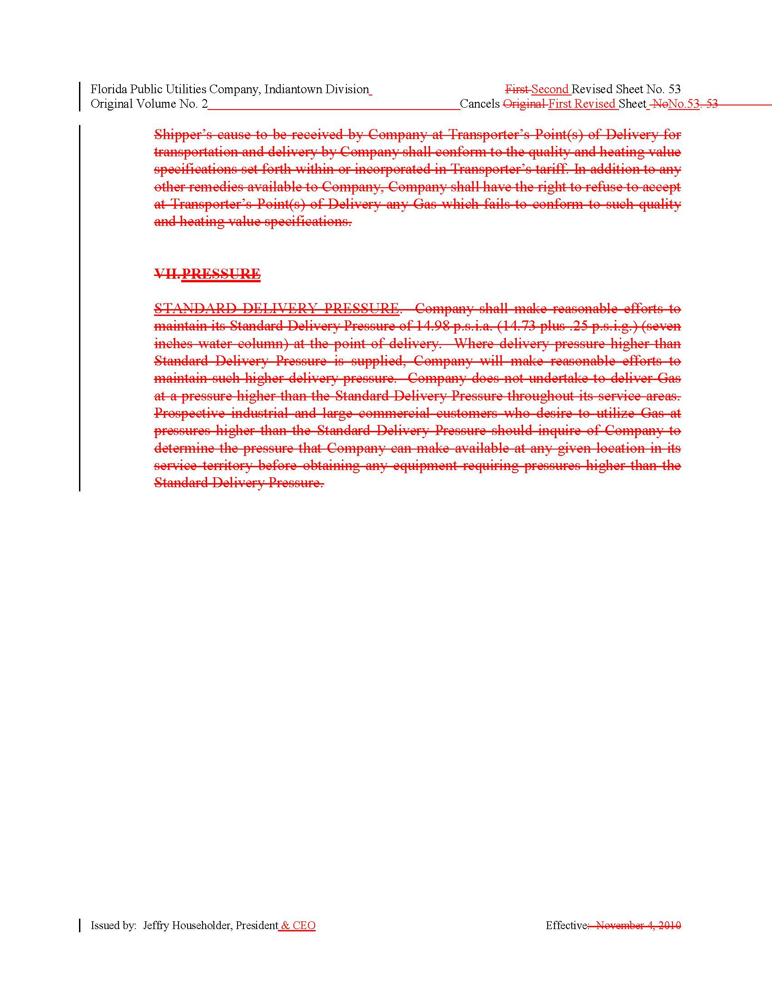 Florida Public Utilities Company, Indiantown Division First Second Revised Sheet No. 53
Original Volume No. 2 Cancels Original First Revised Sheet NoNo.53. 53
Shipper's cause to be received by Company at Transporter's Point(s) of Delivery for
transportation and delivery by Company shall conform to the quality and heating value
specifications set forth within or incorporated in Transporter's tariff. In addition to any
other remedies available to Company, Company shall have the right to refuse to accept
at Transporter's Point(s) of Delivery any Gas which fails to conform to such quality
and heating value specifications.
VII. PRESSURE
STANDARD DELIVERY PRESSURE. Company shall make reasonable efforts to
maintain its Standard Delivery Pressure of 14.98 p.s.i.a. (14.73 plus .25 p.s.i.g.) (seven
inches water column) at the point of delivery. Where delivery pressure higher than
Standard Delivery Pressure is supplied, Company will make reasonable efforts to
maintain such higher delivery pressure. Company does not undertake to deliver Gas
at a pressure higher than the Standard Delivery Pressure throughout its service areas.
Prospective industrial and large commercial customers who desire to utilize Gas at
pressures higher than the Standard Delivery Pressure should inquire of Company to
determine the pressure that Company can make available at any given location in its
service territory before obtaining any equipment requiring pressures higher than the
Standard Delivery Pressure.
Issued by: Jeffry Householder, President & CEO Effective: November 4, 2010